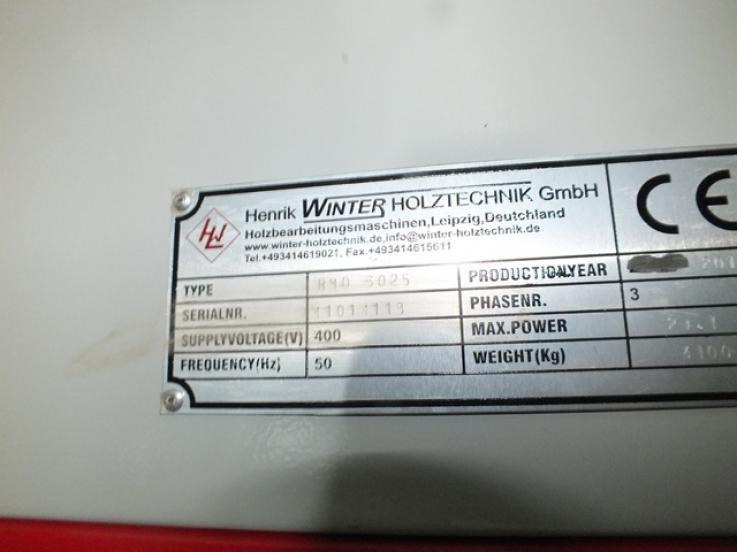 Henrik WINTER HOLZTECHNIK GmbH
Holzbearbeitungsmaschinen,Leipzig,Deutchland
www.winter-holztechnik.de,info@winter-holztechnik.de
Tel.+493414619021, Fax.+493414615611
CE
TYPE
PRODUCTIONYEAR
SERIALNR.
PHASENR. 3
SUPPLYVOLTAGE(V) 400
MAX.POWER
FREQUENCY(Hz) 50
WEIGHT(Kg)